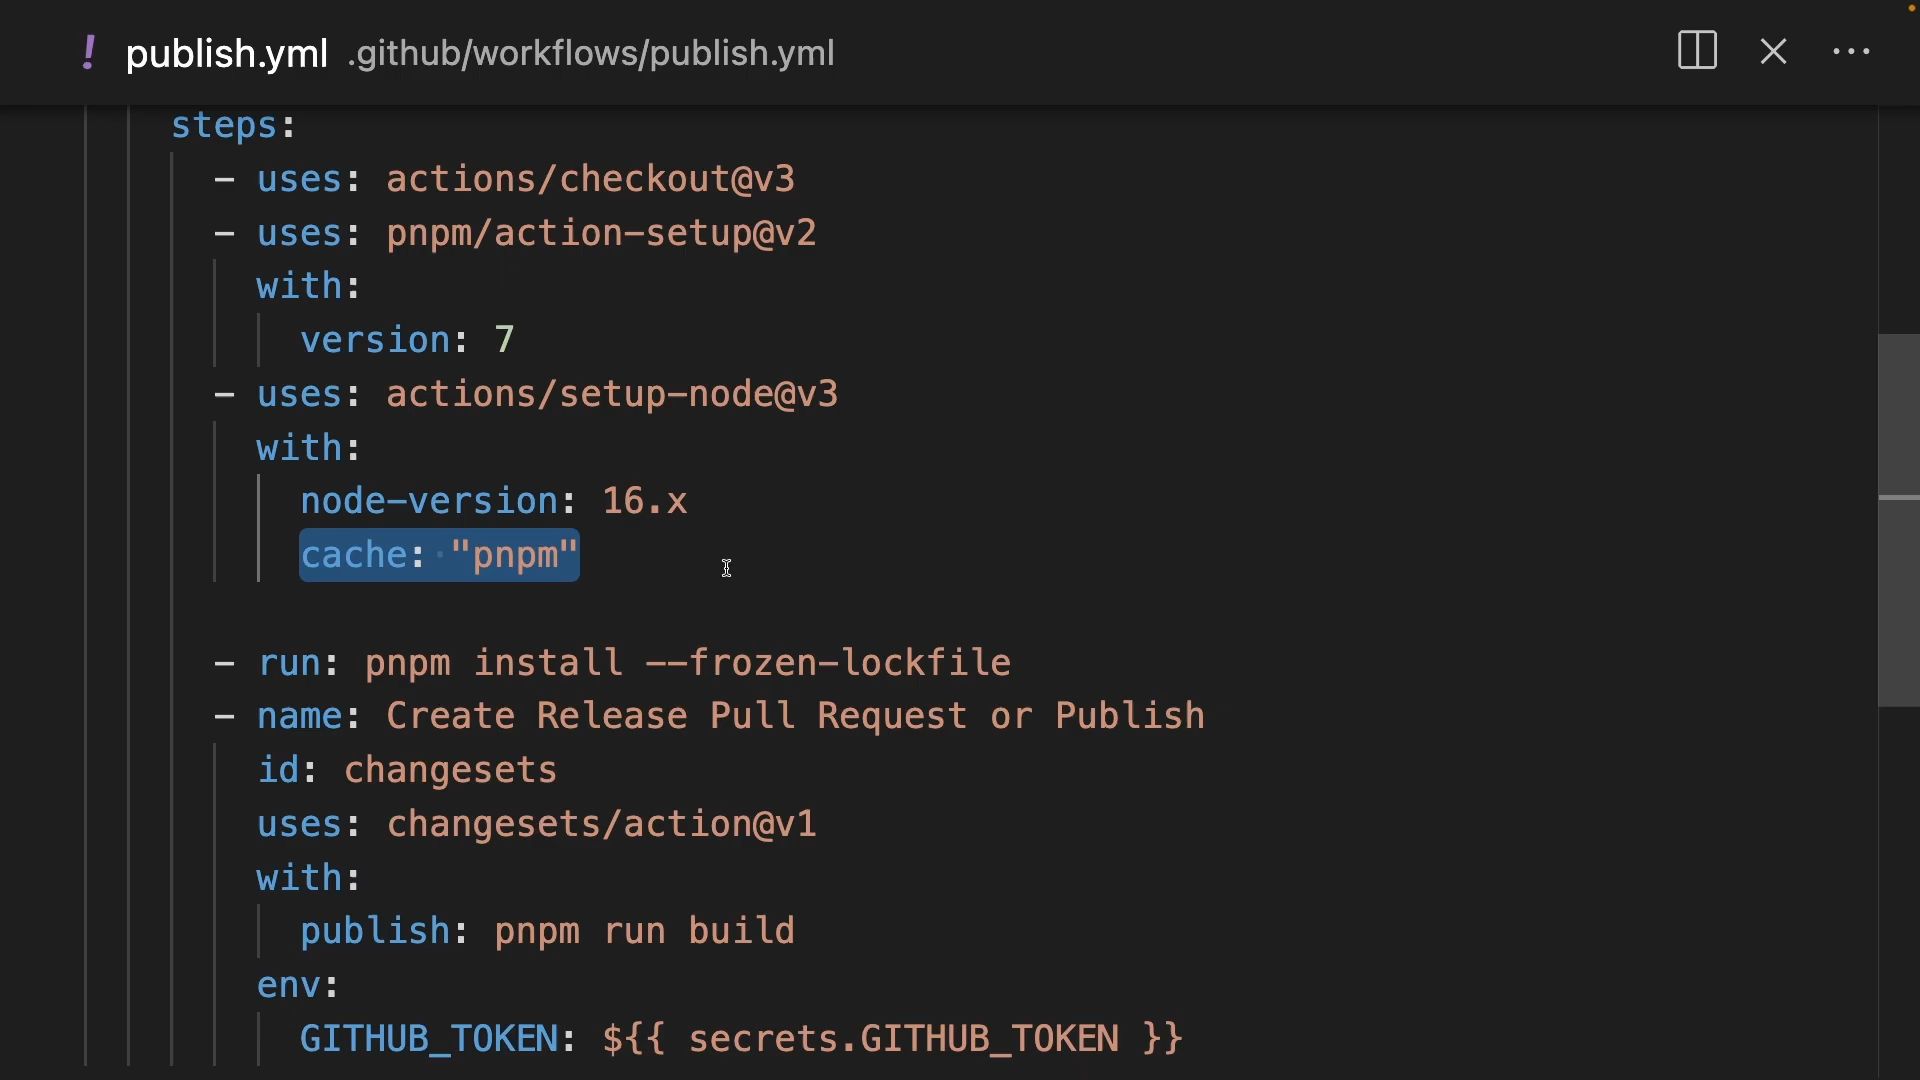 ! publish.yml .github/workflows/publish.yml
steps:
- uses: actions/checkout@v3
- uses: pnpm/action-setup@v2
with:
version: 7
- uses: actions/setup-node@v3
with:
node-version: 16.x
cache: "pnpm"
- run: pnpm install --frozen-lockfile
- name: Create Release Pull Request or Publish
id: changesets
uses: changesets/action@v1
with:
publish: pnpm run build
env:
GITHUB_TOKEN: ${{ secrets.GITHUB_TOKEN }}